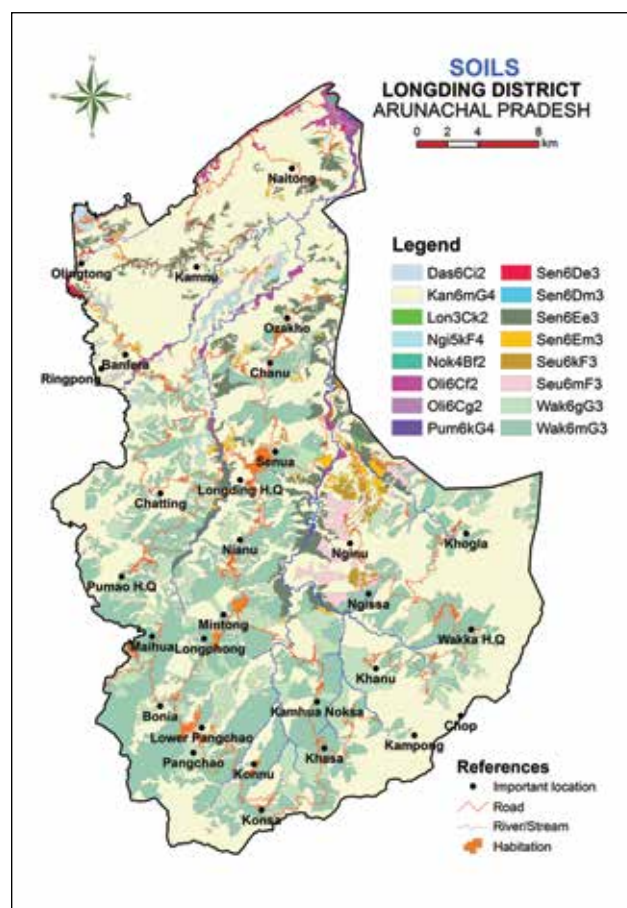 SOILS
LONGDING DISTRICT
ARUNACHAL PRADESH
0 2 4 8
km
N
Naitong
Olingtong
Kamnu
Ozakho
Banfera
Ringpong
Chanu
Senua
Longding H.Q
Chatting
Nianu
Nginu
Khogla
Pumao H.Q
Ngissa
Mintong
Wakka H.Q
Maihua
Longphong
Khanu
Bonia
Kamhua Noksa
Chop
Lower Pangchao
Kampong
Pangchao
Khasa
Konnu
Konsa
Legend
Das6Ci2
Kan6mG4
Lon3Ck2
Ngi5kF4
Nok4Bf2
Oli6Cf2
Oli6Cg2
Pum6kG4
Sen6De3
Sen6Dm3
Sen6Ee3
Sen6Em3
Seu6kF3
Seu6mF3
Wak6gG3
Wak6mG3
References
Important location
Road
River/Stream
Habitation